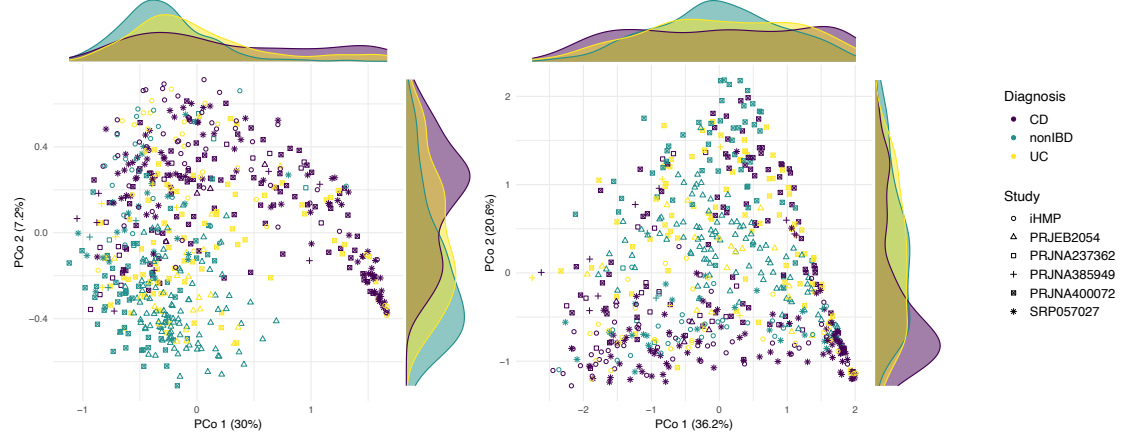 0.4
0.0
−0.4
PCo 2 (7.2%)
−1
0
1
PCo 1 (30%)
2
1
0
−1
PCo 2 (20.6%)
−2
−1
0
1
2
PCo 1 (36.2%)
Diagnosis
CD
nonIBD
UC
Study
iHMP
PRJEB2054
PRJNA237362
PRJNA385949
PRJNA400072
SRP057027